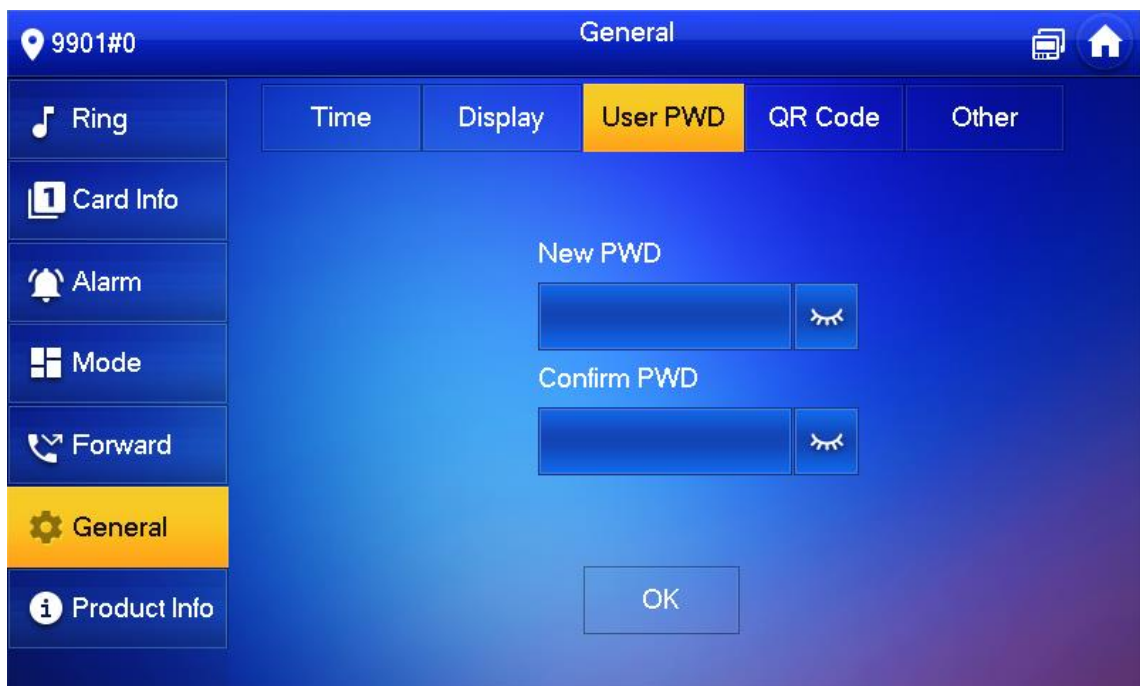 9901#0
General
Ring
Card Info
1
Alarm
Mode
Forward
General
Product Info
Time
Display
User PWD
QR Code
Other
New PWD
Confirm PWD
OK